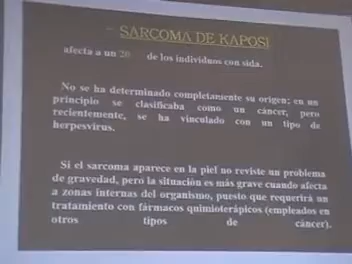 SARCOMA DE KAPOSI
afecta a un 20 de los individuos con sida.
No se ha determinado completamente su origen; en un
principio se clasificaba como un cáncer, pero
recientemente, se ha vinculado con un tipo de
herpesvirus.
Si el sarcoma aparece en la piel no reviste un problema
de gravedad, pero la situación es más grave cuando afecta
a zonas internas del organismo, puesto que requerirá un
tratamiento con fármacos quimioterápicos (empleados en
otros tipos de cáncer).